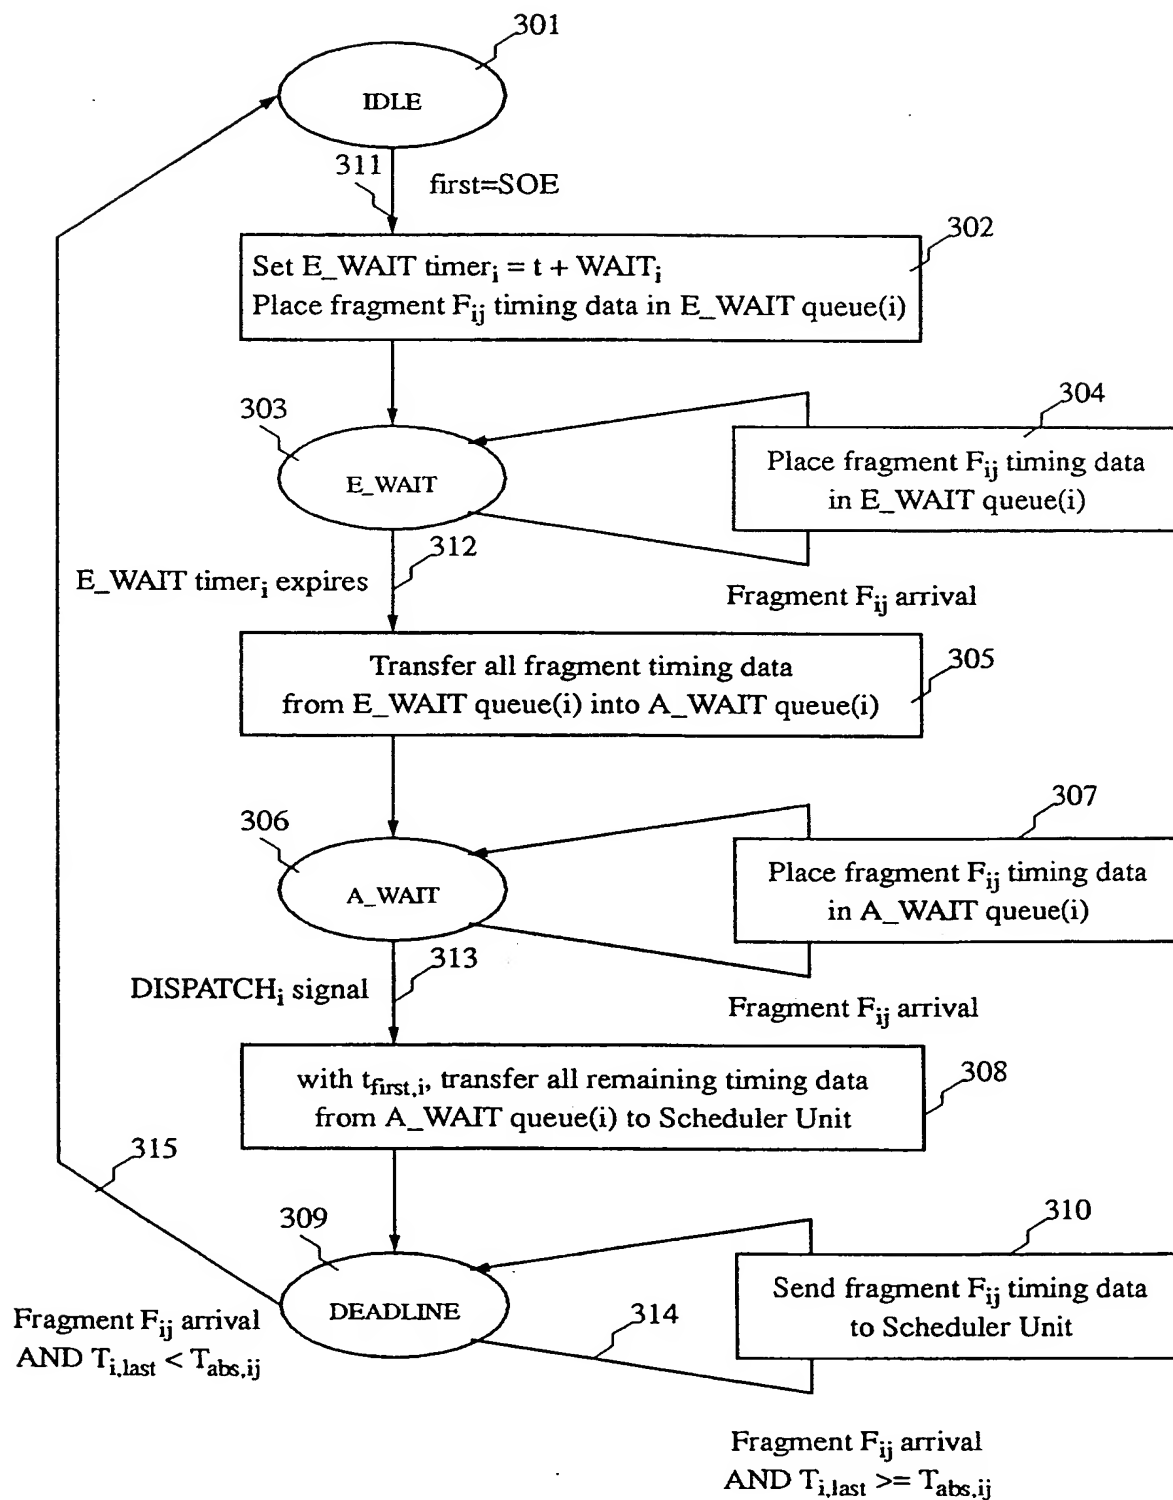 301
IDLE
311
first=SOE
302
Set E_WAIT timer_i = t + WAIT_i
Place fragment F_ij timing data in E_WAIT queue(i)
303
304
E_WAIT
Place fragment F_ij timing data
in E_WAIT queue(i)
312
E_WAIT timer_i expires
Fragment F_ij arrival
305
Transfer all fragment timing data
from E_WAIT queue(i) into A_WAIT queue(i)
306
307
A_WAIT
Place fragment F_ij timing data
in A_WAIT queue(i)
313
DISPATCH_i signal
Fragment F_ij arrival
308
with t_first,i, transfer all remaining timing data
from A_WAIT queue(i) to Scheduler Unit
315
309
310
DEADLINE
Send fragment F_ij timing data
to Scheduler Unit
314
Fragment F_ij arrival
AND T_i,last < T_abs,ij
Fragment F_ij arrival
AND T_i,last >= T_abs,ij